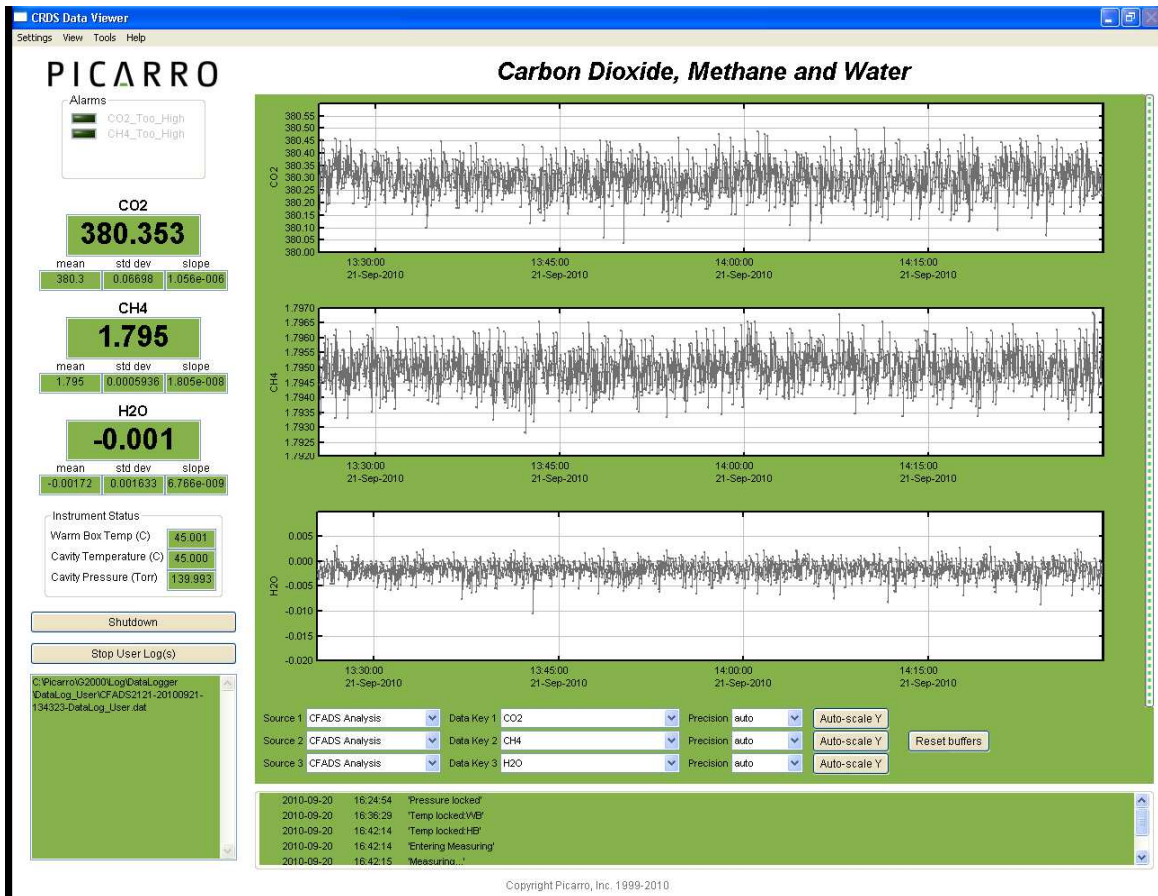 CRDS Data Viewer
Settings View Tools Help
PICARRO
Carbon Dioxide, Methane and Water
Alarms
CO2_Too_High
CH4_Too_High
CO2
380.353
mean std dev slope
380.3 0.06698 1.056e-006
CH4
1.795
mean std dev slope
1.795 0.0005936 1.805e-008
H2O
-0.001
mean std dev slope
-0.00172 0.001633 6.766e-009
Instrument Status
Warm Box Temp (C) 45.001
Cavity Temperature (C) 45.000
Cavity Pressure (Torr) 139.993
Shutdown
Stop User Log(s)
C:\Picarro\G2000\Log\DataLogger
\DataLog_User\CFADS2121-20100921-
134323-DataLog_User.dat
CO2
380.55
380.50
380.45
380.40
380.35
380.30
380.25
380.20
380.15
380.10
380.05
380.00
13:30:00 13:45:00 14:00:00 14:15:00
21-Sep-2010 21-Sep-2010 21-Sep-2010 21-Sep-2010
CH4
1.7970
1.7965
1.7960
1.7955
1.7950
1.7945
1.7940
1.7935
1.7930
1.7925
1.7920
13:30:00 13:45:00 14:00:00 14:15:00
21-Sep-2010 21-Sep-2010 21-Sep-2010 21-Sep-2010
H2O
0.005
0.000
-0.005
-0.010
-0.015
-0.020
13:30:00 13:45:00 14:00:00 14:15:00
21-Sep-2010 21-Sep-2010 21-Sep-2010 21-Sep-2010
Source 1 CFADS Analysis Data Key 1 CO2 Precision auto Auto-scale Y
Source 2 CFADS Analysis Data Key 2 CH4 Precision auto Auto-scale Y Reset buffers
Source 3 CFADS Analysis Data Key 3 H2O Precision auto Auto-scale Y
2010-09-20 16:24:54 'Pressure locked'
2010-09-20 16:36:29 'Temp locked:WB'
2010-09-20 16:42:14 'Temp locked:HB'
2010-09-20 16:42:14 'Entering Measuring'
2010-09-20 16:42:15 'Measuring...'
Copyright Picarro, Inc. 1999-2010